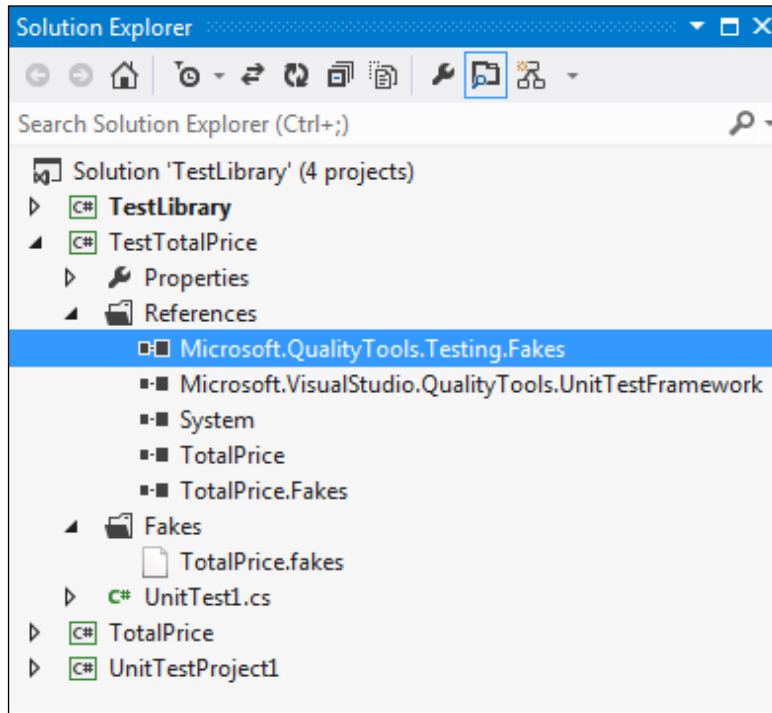 Solution Explorer
Search Solution Explorer (Ctrl+;)
Solution 'TestLibrary' (4 projects)
C# TestLibrary
C# TestTotalPrice
Properties
References
Microsoft.QualityTools.Testing.Fakes
Microsoft.VisualStudio.QualityTools.UnitTestFramework
System
TotalPrice
TotalPrice.Fakes
Fakes
TotalPrice.fakes
C# UnitTest1.cs
C# TotalPrice
C# UnitTestProject1